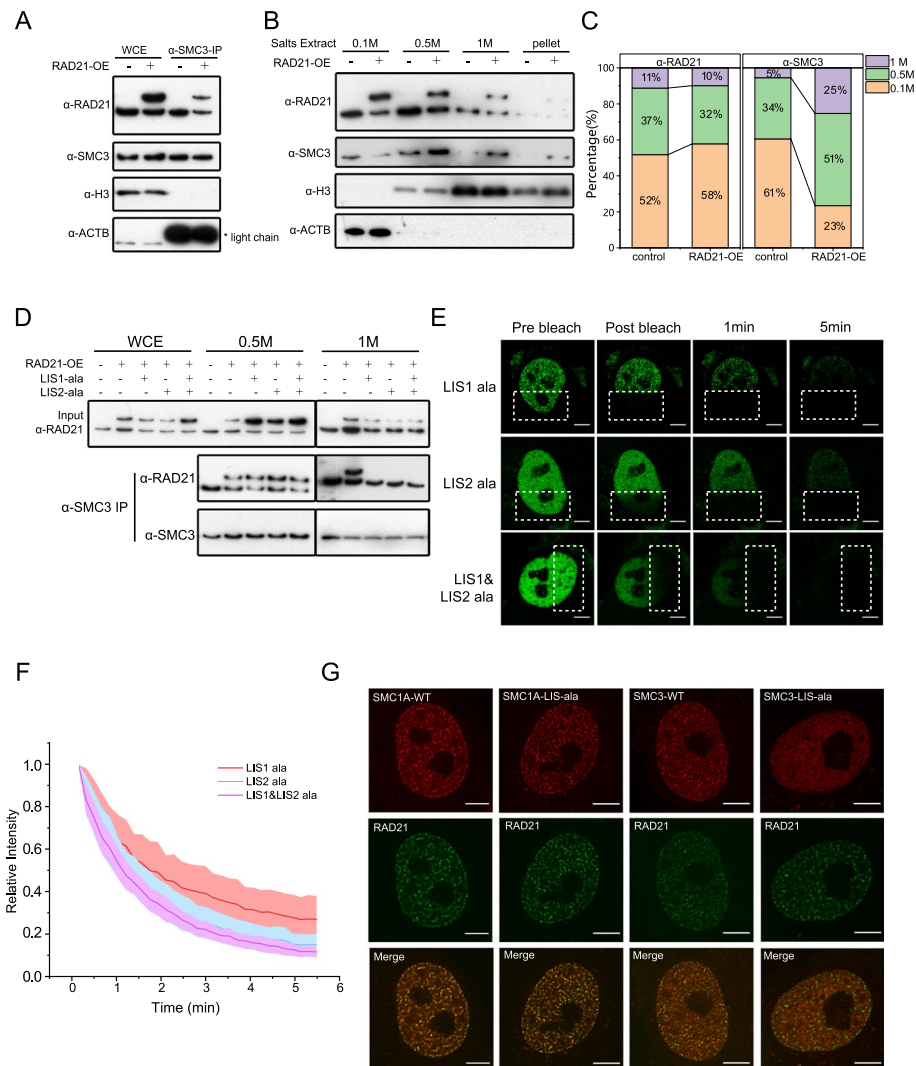 A
WCE α-SMC3-IP
RAD21-OE - + - +
α-RAD21
α-SMC3
α-H3
α-ACTB
* light chain
B
Salts Extract 0.1M 0.5M 1M pellet
RAD21-OE - + - + - + - +
α-RAD21
α-SMC3
α-H3
α-ACTB
C
α-RAD21 α-SMC3
1 M
0.5M
0.1M
Percentage(%)
100
80
60
40
20
0
11% 10% 5% 25%
37% 32% 34% 51%
52% 58% 61% 23%
control RAD21-OE control RAD21-OE
D
WCE 0.5M 1M
RAD21-OE - + + + + - + + + + - + + + +
LIS1-ala - - + - + - - + - + - - + - +
LIS2-ala - - - + + - - - + + - - - + +
Input
α-RAD21
α-SMC3 IP
α-RAD21
α-SMC3
E
Pre bleach Post bleach 1min 5min
LIS1 ala
LIS2 ala
LIS1&
LIS2 ala
F
Relative Intensity
1.0
0.8
0.6
0.4
0.2
0.0
LIS1 ala
LIS2 ala
LIS1&LIS2 ala
0 1 2 3 4 5 6
Time (min)
G
SMC1A-WT SMC1A-LIS-ala SMC3-WT SMC3-LIS-ala
RAD21 RAD21 RAD21 RAD21
Merge Merge Merge Merge